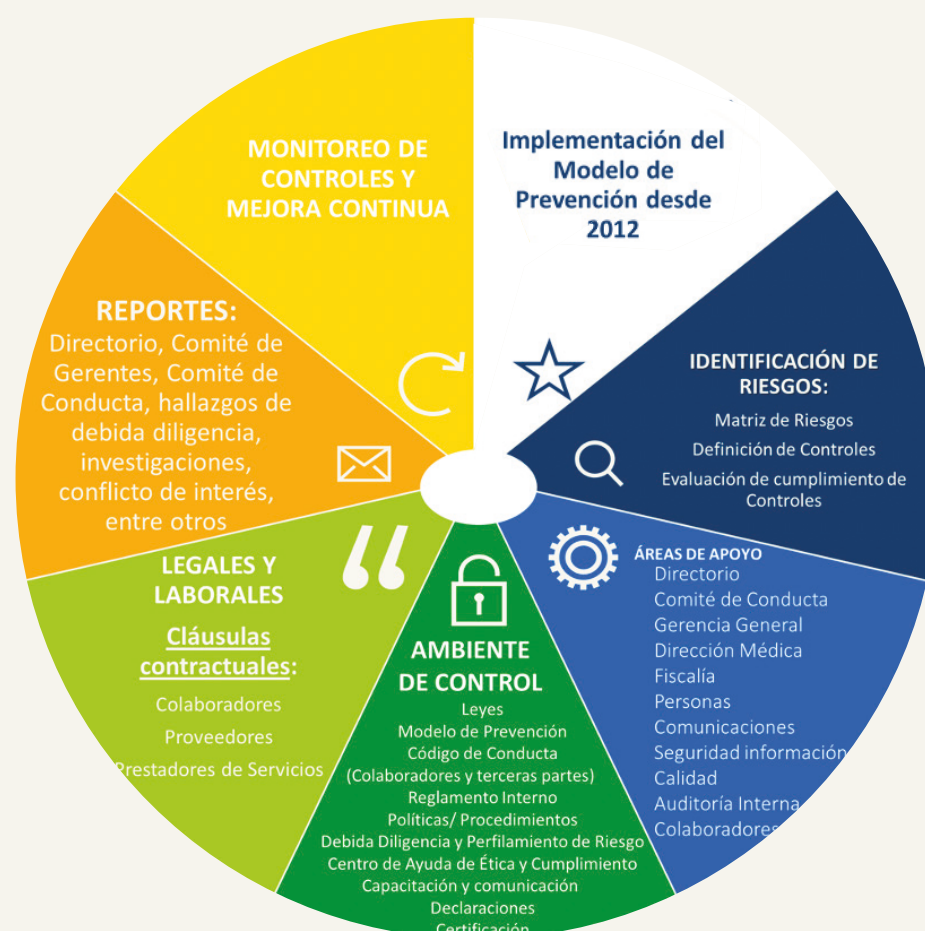 Implementación del
Modelo de
Prevención desde
2012
IDENTIFICACIÓN DE
RIESGOS:
Matriz de Riesgos
Definición de Controles
Evaluación de cumplimiento de
Controles
ÁREAS DE APOYO
Directorio
Comité de Conducta
Gerencia General
Dirección Médica
Fiscalía
Personas
Comunicaciones
Seguridad información
Calidad
Auditoría Interna
Colaboradores
AMBIENTE
DE CONTROL
Leyes
Modelo de Prevención
Código de Conducta
(Colaboradores y terceras partes)
Reglamento Interno
Políticas/ Procedimientos
Debida Diligencia y Perfilamiento de Riesgo
Centro de Ayuda de Ética y Cumplimiento
Capacitación y comunicación
Declaraciones
Certificación
LEGALES Y
LABORALES
Cláusulas
contractuales:
Colaboradores
Proveedores
Prestadores de Servicios
REPORTES:
Directorio, Comité de
Gerentes, Comité de
Conducta, hallazgos de
debida diligencia,
investigaciones,
conflicto de interés,
entre otros
MONITOREO DE
CONTROLES Y
MEJORA CONTINUA